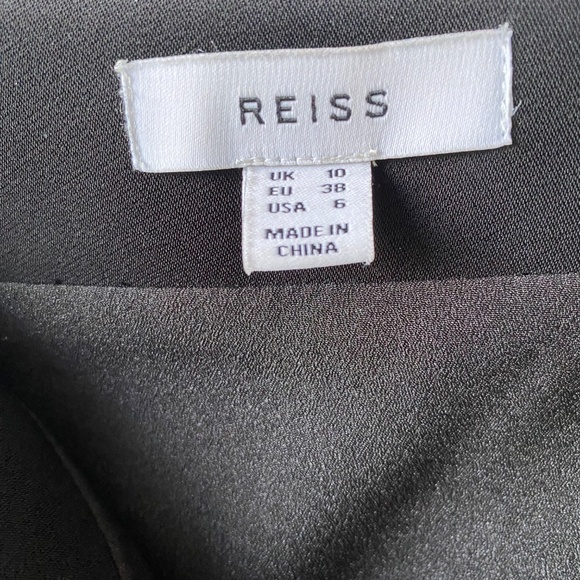 REISS
UK 10
EU 38
USA 6
MADE IN
CHINA